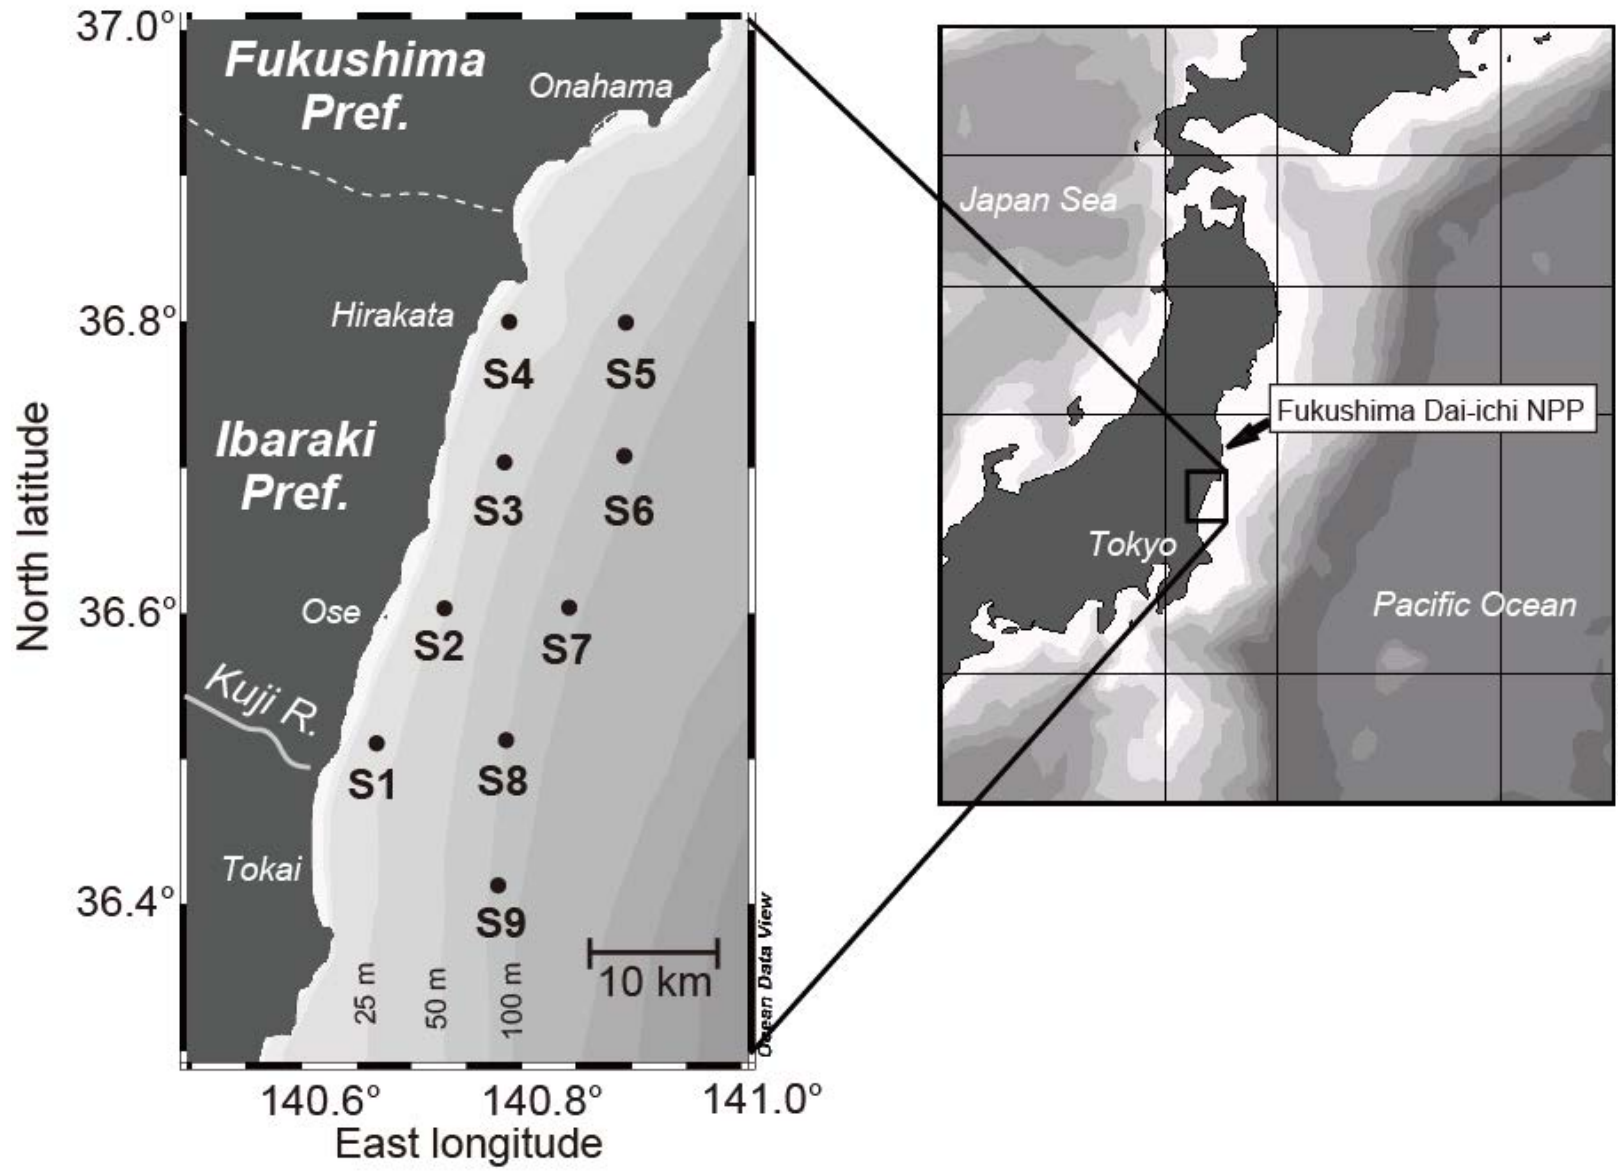 37.0°
Fukushima
Pref.
Onahama
36.8°
Hirakata
S4
S5
Ibaraki
Pref.
S3
S6
North latitude
36.6°
Ose
S2
S7
Kuji R.
S1
S8
Tokai
36.4°
S9
25 m
50 m
100 m
10 km
Ocean Data View
140.6°
140.8°
141.0°
East longitude
Japan Sea
Fukushima Dai-ichi NPP
Tokyo
Pacific Ocean